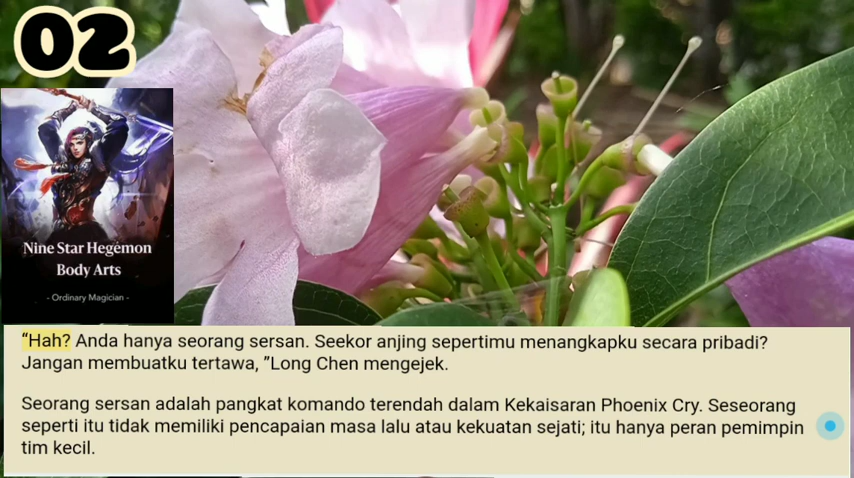 02
Nine Star Hegemon
Body Arts
- Ordinary Magician -
“Hah? Anda hanya seorang sersan. Seekor anjing sepertimu menangkapku secara pribadi?
Jangan membuatku tertawa, ”Long Chen mengejek.
Seorang sersan adalah pangkat komando terendah dalam Kekaisaran Phoenix Cry. Seseorang
seperti itu tidak memiliki pencapaian masa lalu atau kekuatan sejati; itu hanya peran pemimpin
tim kecil.